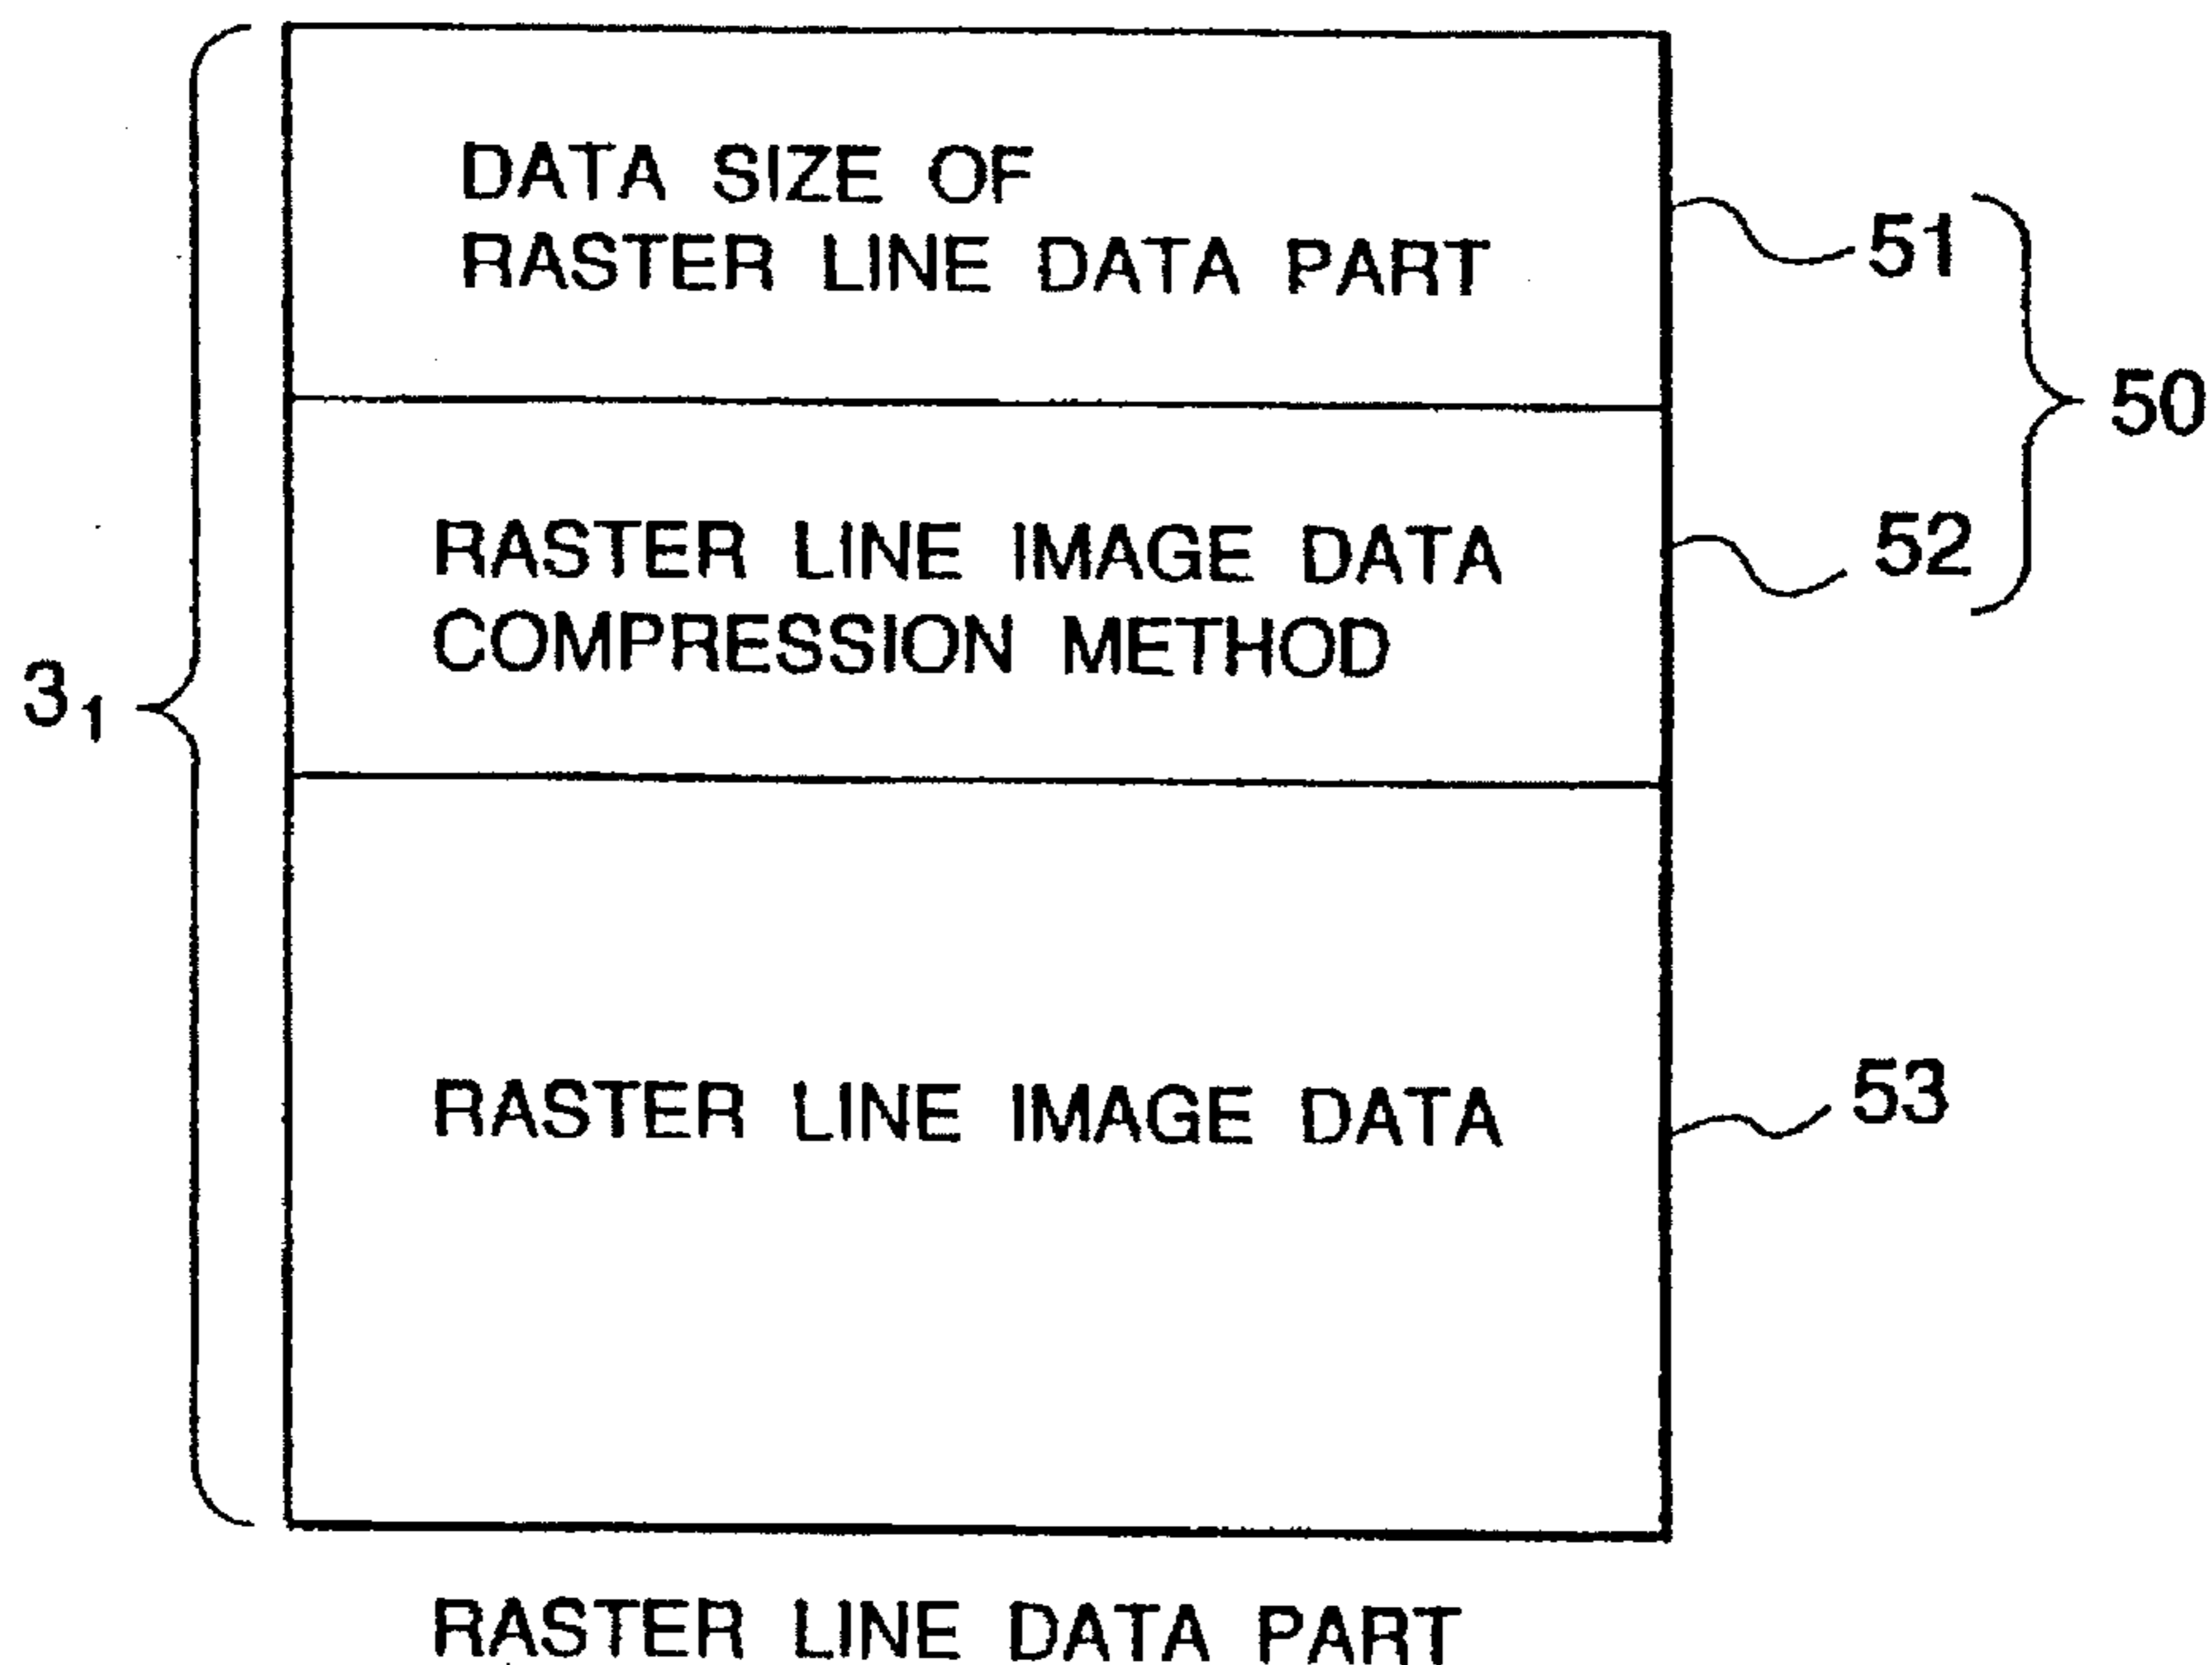 DATA SIZE OF
RASTER LINE DATA PART
51
50
RASTER LINE IMAGE DATA
COMPRESSION METHOD
52
3₁
RASTER LINE IMAGE DATA
53
RASTER LINE DATA PART